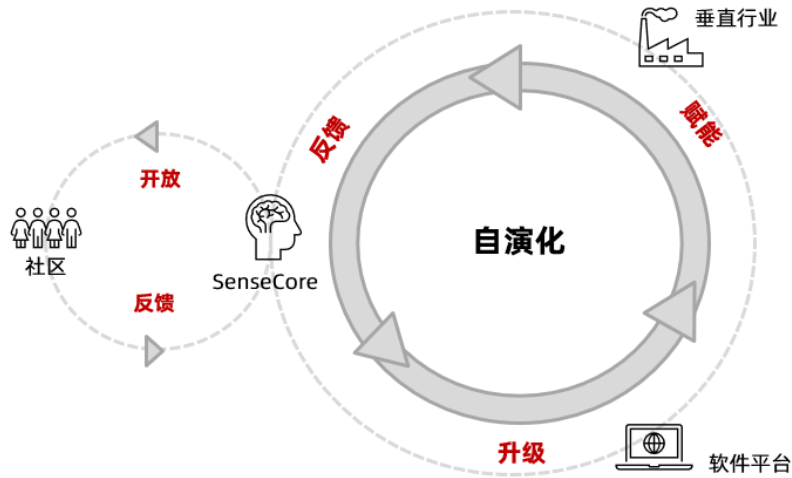 垂直行业
反馈
赋能
开放
自演化
社区
SenseCore
反馈
升级
软件平台